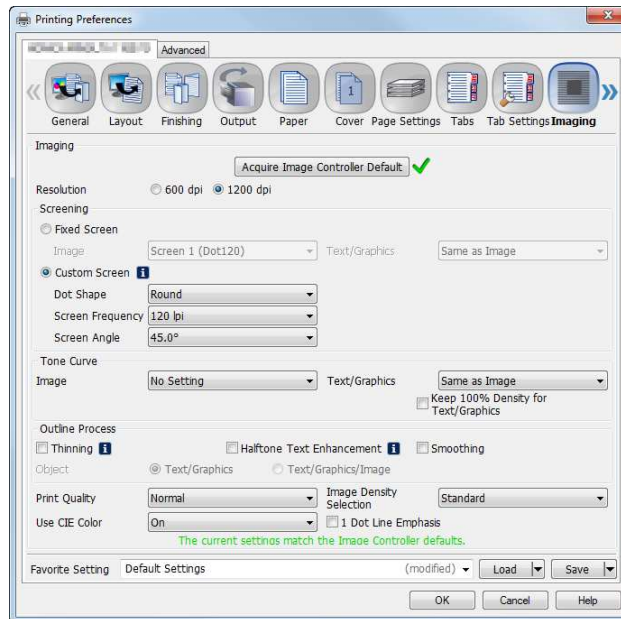 Printing Preferences
Advanced
General Layout Finishing Output Paper Cover Page Settings Tabs Tab Settings Imaging
1
Imaging
Acquire Image Controller Default
Resolution 600 dpi 1200 dpi
Screening
Fixed Screen
Image Screen 1 (Dot120) Text/Graphics Same as Image
Custom Screen i
Dot Shape Round
Screen Frequency 120 lpi
Screen Angle 45.0°
Tone Curve
Image No Setting Text/Graphics Same as Image
Keep 100% Density for
Text/Graphics
Outline Process
Thinning i Halftone Text Enhancement i Smoothing
Object Text/Graphics Text/Graphics/Image
Print Quality Normal Image Density
Selection Standard
Use CIE Color On 1 Dot Line Emphasis
The current settings match the Image Controller defaults.
Favorite Setting Default Settings (modified) Load Save
OK Cancel Help